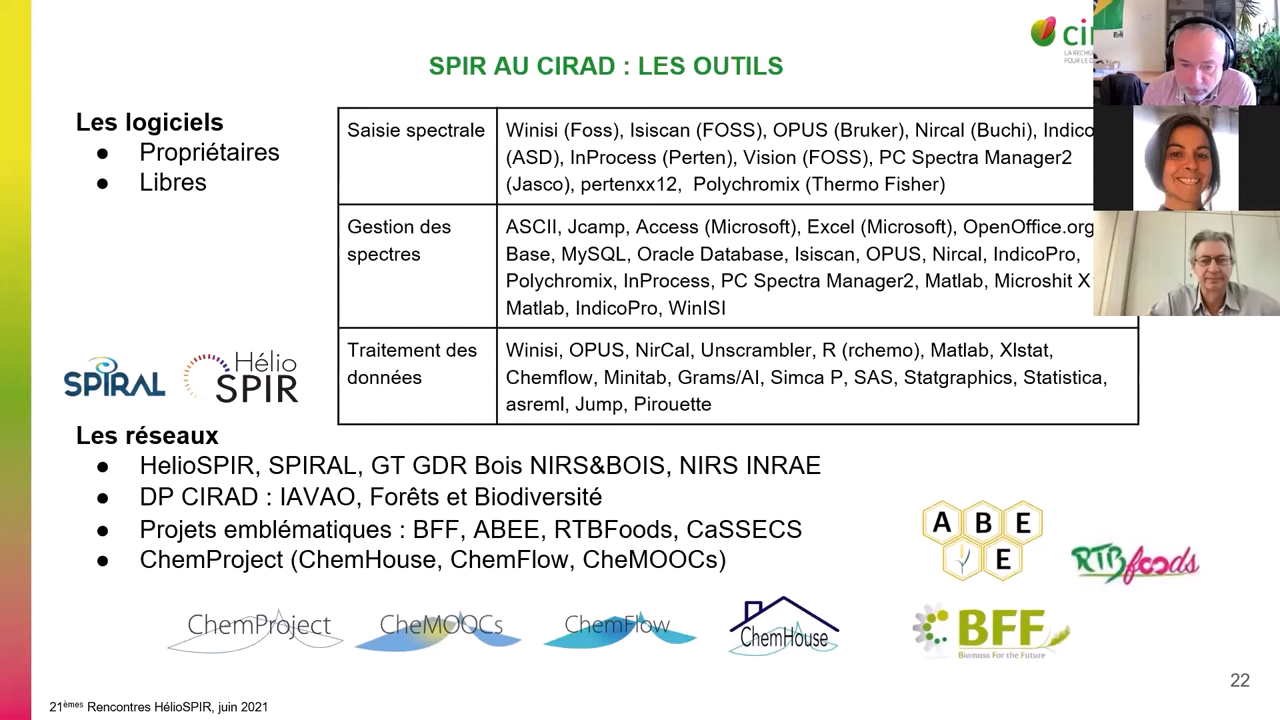 SPIR AU CIRAD : LES OUTILS
Les logiciels
● Propriétaires
● Libres
Saisie spectrale
Winisi (Foss), Isiscan (FOSS), OPUS (Bruker), Nircal (Buchi), Indico
(ASD), InProcess (Perten), Vision (FOSS), PC Spectra Manager2
(Jasco), pertenxx12, Polychromix (Thermo Fisher)
Gestion des
spectres
ASCII, Jcamp, Access (Microsoft), Excel (Microsoft), OpenOffice.org
Base, MySQL, Oracle Database, Isiscan, OPUS, Nircal, IndicoPro,
Polychromix, InProcess, PC Spectra Manager2, Matlab, Microshit X
Matlab, IndicoPro, WinISI
Traitement des
données
Winisi, OPUS, NirCal, Unscrambler, R (rchemo), Matlab, Xlstat,
Chemflow, Minitab, Grams/AI, Simca P, SAS, Statgraphics, Statistica,
asreml, Jump, Pirouette
SPIRAL
Hélio
SPIR
Les réseaux
● HelioSPIR, SPIRAL, GT GDR Bois NIRS&BOIS, NIRS INRAE
● DP CIRAD : IAVAO, Forêts et Biodiversité
● Projets emblématiques : BFF, ABEE, RTBFoods, CaSSECS
● ChemProject (ChemHouse, ChemFlow, CheMOOCs)
A B E
E
RTBfoods
ChemProject
CheMOOCs
ChemFlow
ChemHouse
BFF
Biomass For the Future
22
21èmes Rencontres HélioSPIR, juin 2021